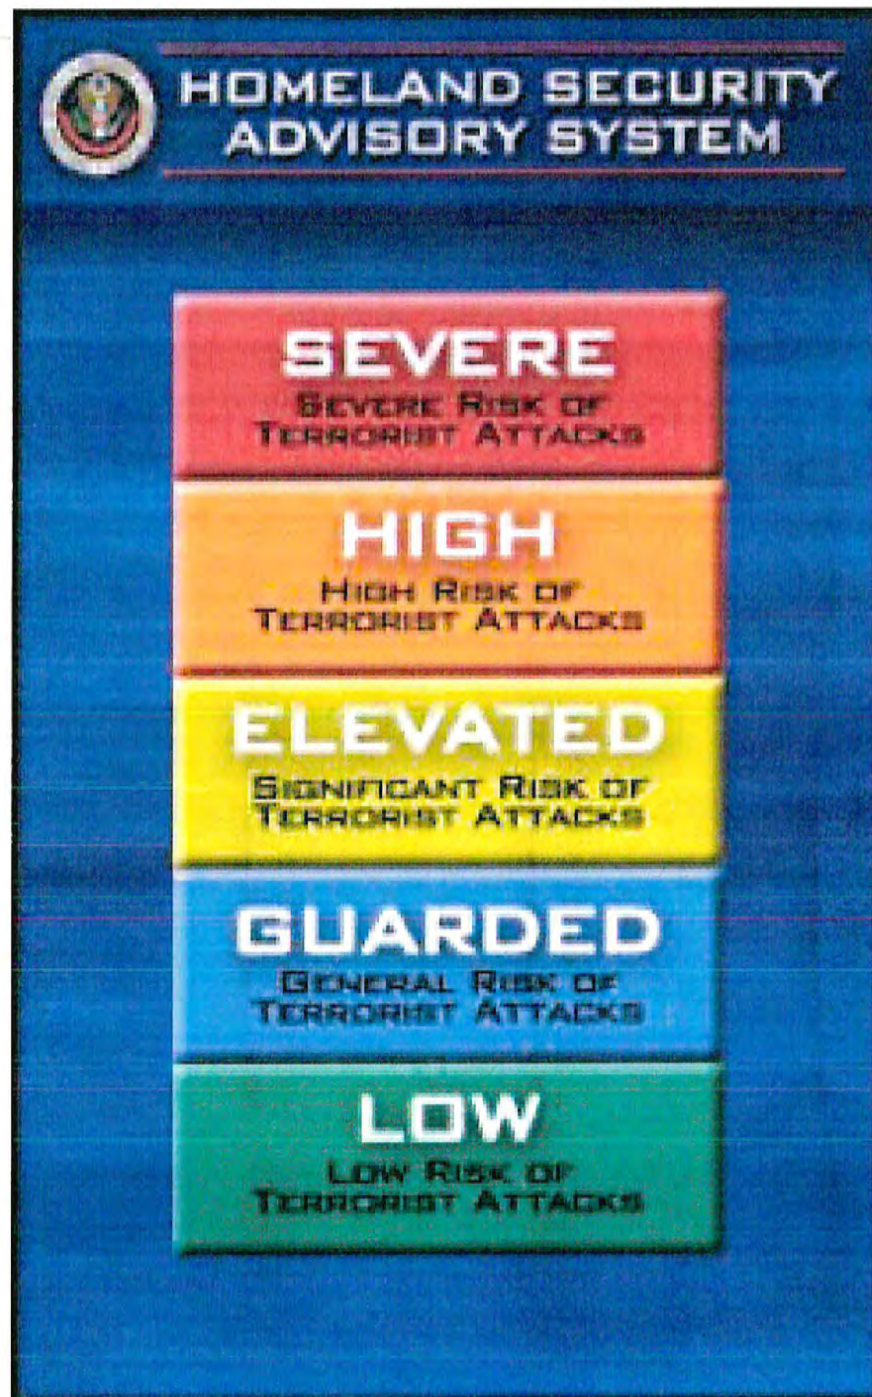 HOMELAND SECURITY
ADVISORY SYSTEM
SEVERE
SEVERE RISK OF
TERRORIST ATTACKS
HIGH
HIGH RISK OF
TERRORIST ATTACKS
ELEVATED
SIGNIFICANT RISK OF
TERRORIST ATTACKS
GUARDED
GENERAL RISK OF
TERRORIST ATTACKS
LOW
LOW RISK OF
TERRORIST ATTACKS